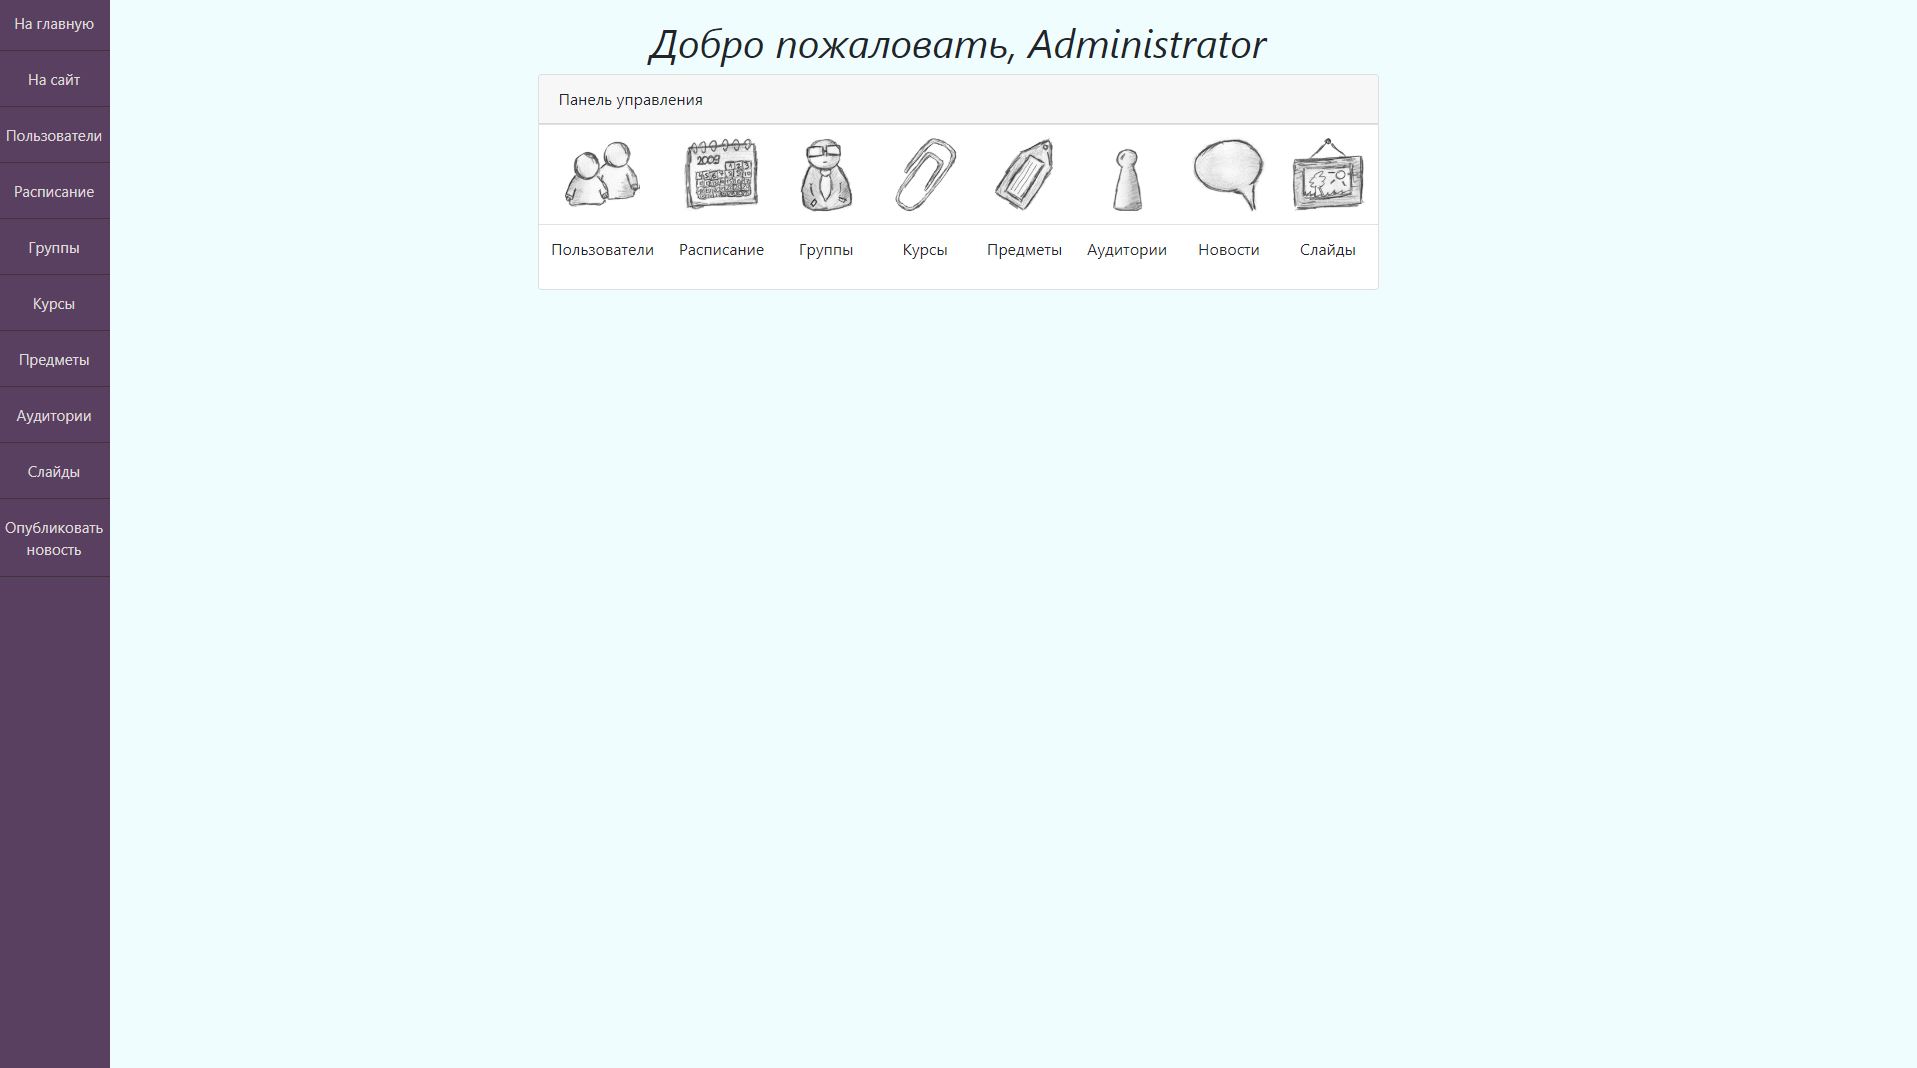 На главную
На сайт
Пользователи
Расписание
Группы
Курсы
Предметы
Аудитории
Слайды
Опубликовать
новость
Добро пожаловать, Administrator
Панель управления
2009
Пользователи Расписание Группы Курсы Предметы Аудитории Новости Слайды